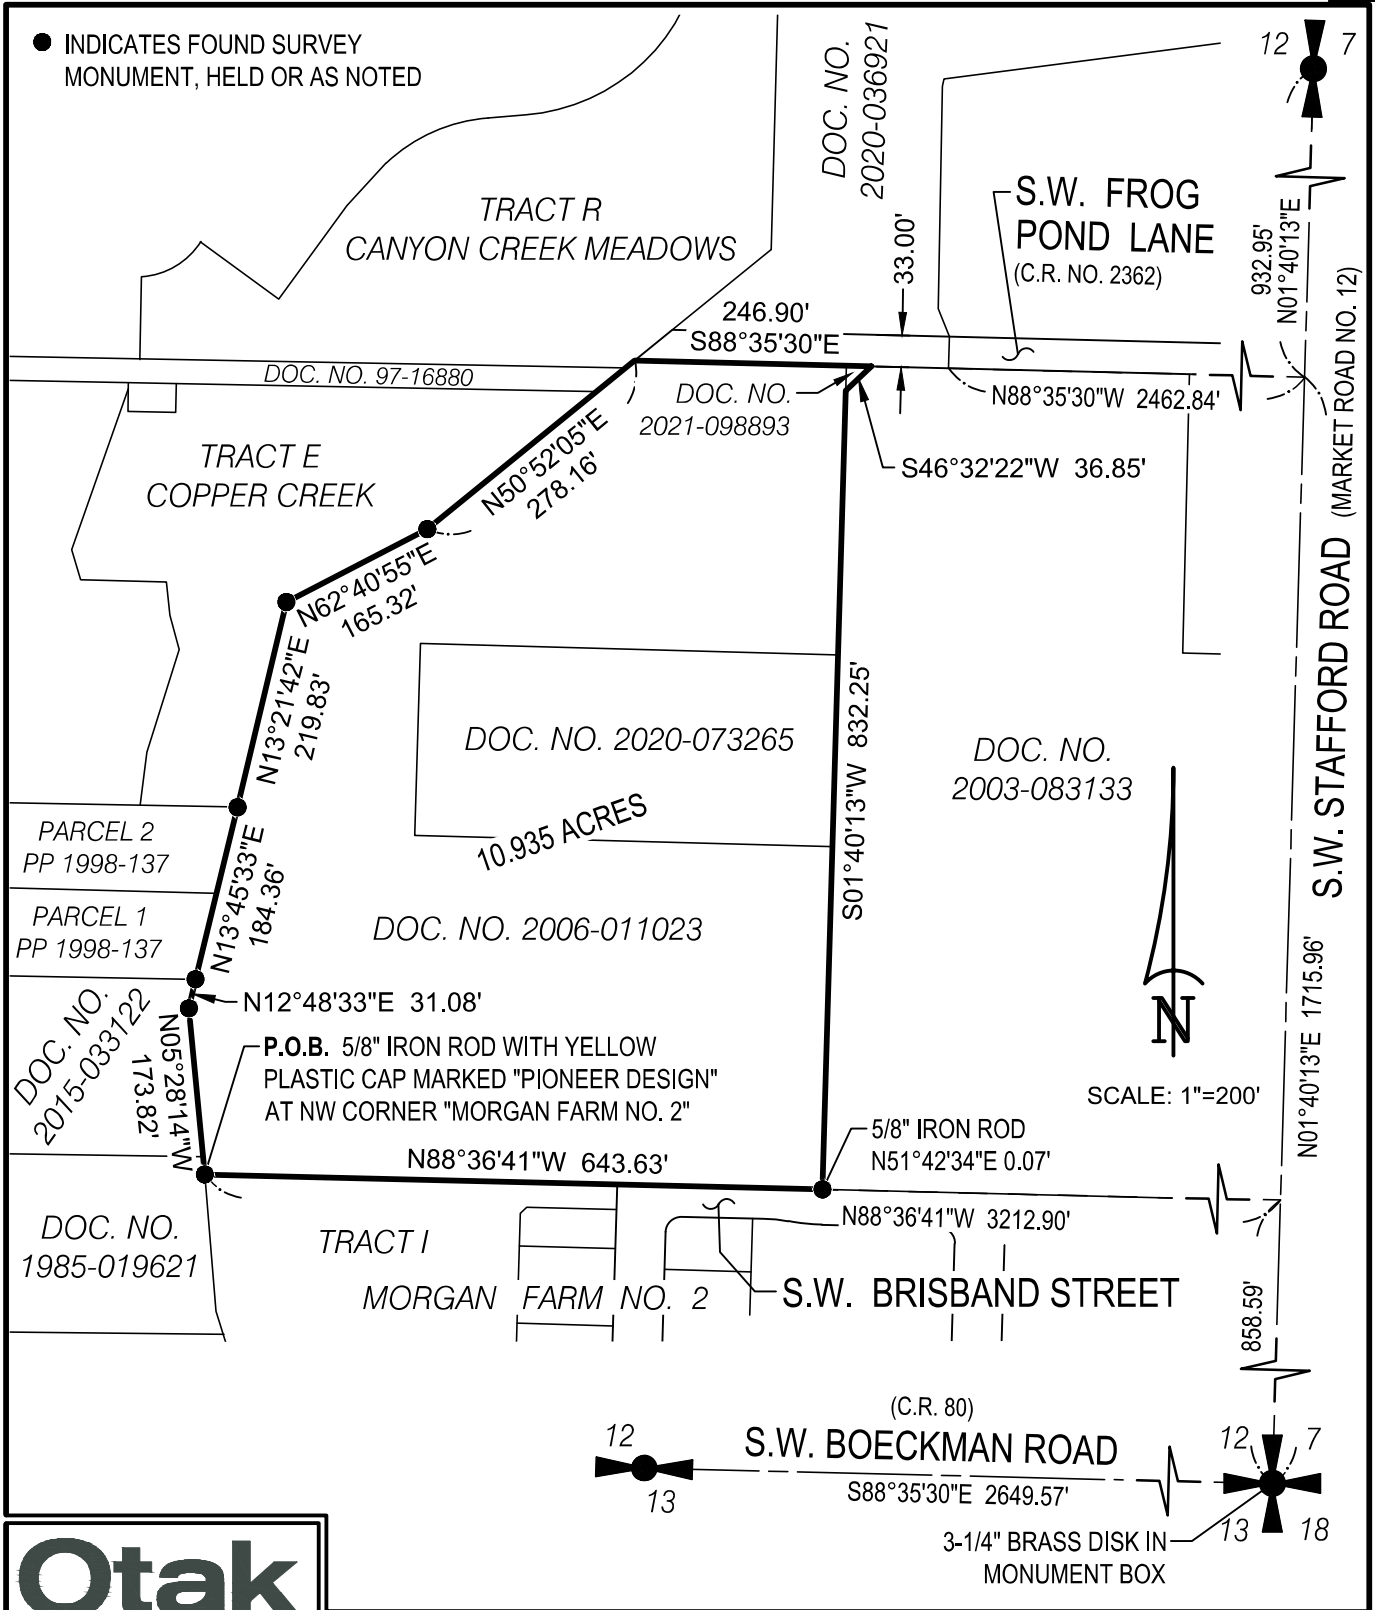 INDICATES FOUND SURVEY
MONUMENT, HELD OR AS NOTED
DOC. NO.
2020-036921
12
7
TRACT R
CANYON CREEK MEADOWS
S.W. FROG
POND LANE
(C.R. NO. 2362)
33.00'
932.95'
N01°40'13"E
246.90'
S88°35'30"E
DOC. NO. 97-16880
DOC. NO.
2021-098893
N88°35'30"W 2462.84'
(MARKET ROAD NO. 12)
S.W. STAFFORD ROAD
TRACT E
COPPER CREEK
N50°52'05"E
278.16'
S46°32'22"W 36.85'
N62°40'55"E
165.32'
N13°21'42"E
219.83'
DOC. NO. 2020-073265
S01°40'13"W 832.25'
DOC. NO.
2003-083133
10.935 ACRES
PARCEL 2
PP 1998-137
N13°45'33"E
184.36'
PARCEL 1
PP 1998-137
DOC. NO. 2006-011023
N12°48'33"E 31.08'
DOC. NO.
2015-033122
N05°28'14"W
173.82'
P.O.B. 5/8" IRON ROD WITH YELLOW
PLASTIC CAP MARKED "PIONEER DESIGN"
AT NW CORNER "MORGAN FARM NO. 2"
N
SCALE: 1"=200'
N01°40'13"E 1715.96'
5/8" IRON ROD
N51°42'34"E 0.07'
N88°36'41"W 643.63'
N88°36'41"W 3212.90'
DOC. NO.
1985-019621
TRACT I
MORGAN FARM NO. 2
S.W. BRISBAND STREET
858.59'
(C.R. 80)
S.W. BOECKMAN ROAD
S88°35'30"E 2649.57'
12
13
12
7
13
18
3-1/4" BRASS DISK IN
MONUMENT BOX
Otak